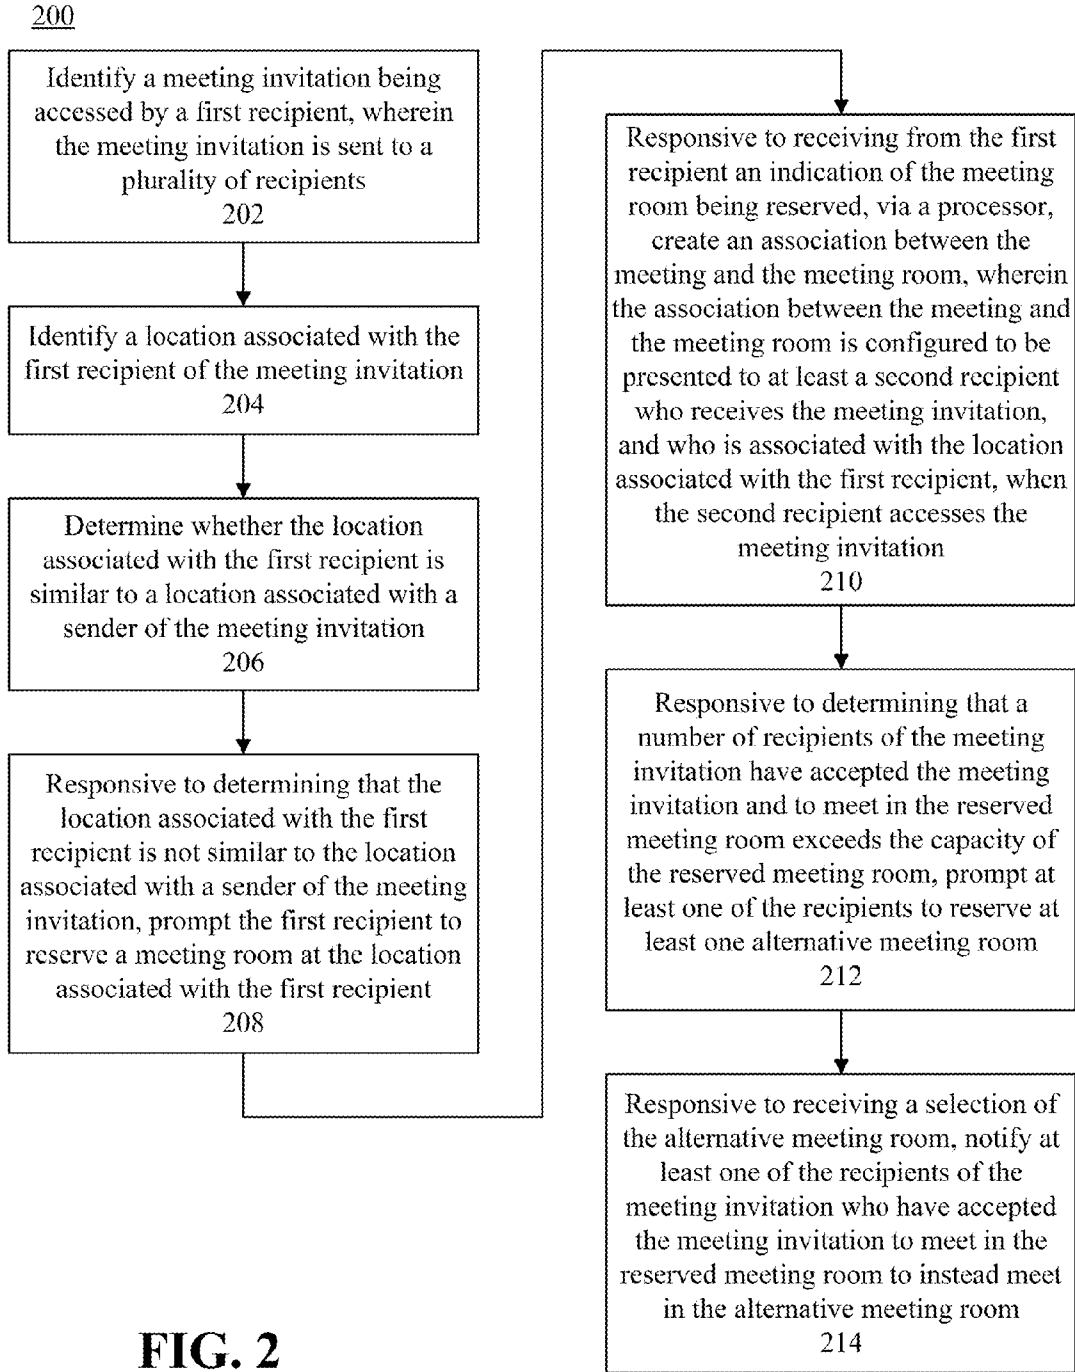 200
Identify a meeting invitation being
accessed by a first recipient, wherein
the meeting invitation is sent to a
plurality of recipients
202
Identify a location associated with the
first recipient of the meeting invitation
204
Determine whether the location
associated with the first recipient is
similar to a location associated with a
sender of the meeting invitation
206
Responsive to determining that the
location associated with the first
recipient is not similar to the location
associated with a sender of the meeting
invitation, prompt the first recipient to
reserve a meeting room at the location
associated with the first recipient
208
Responsive to receiving from the first
recipient an indication of the meeting
room being reserved, via a processor,
create an association between the
meeting and the meeting room, wherein
the association between the meeting and
the meeting room is configured to be
presented to at least a second recipient
who receives the meeting invitation,
and who is associated with the location
associated with the first recipient, when
the second recipient accesses the
meeting invitation
210
Responsive to determining that a
number of recipients of the meeting
invitation have accepted the meeting
invitation and to meet in the reserved
meeting room exceeds the capacity of
the reserved meeting room, prompt at
least one of the recipients to reserve at
least one alternative meeting room
212
Responsive to receiving a selection of
the alternative meeting room, notify at
least one of the recipients of the
meeting invitation who have accepted
the meeting invitation to meet in the
reserved meeting room to instead meet
in the alternative meeting room
214
FIG. 2